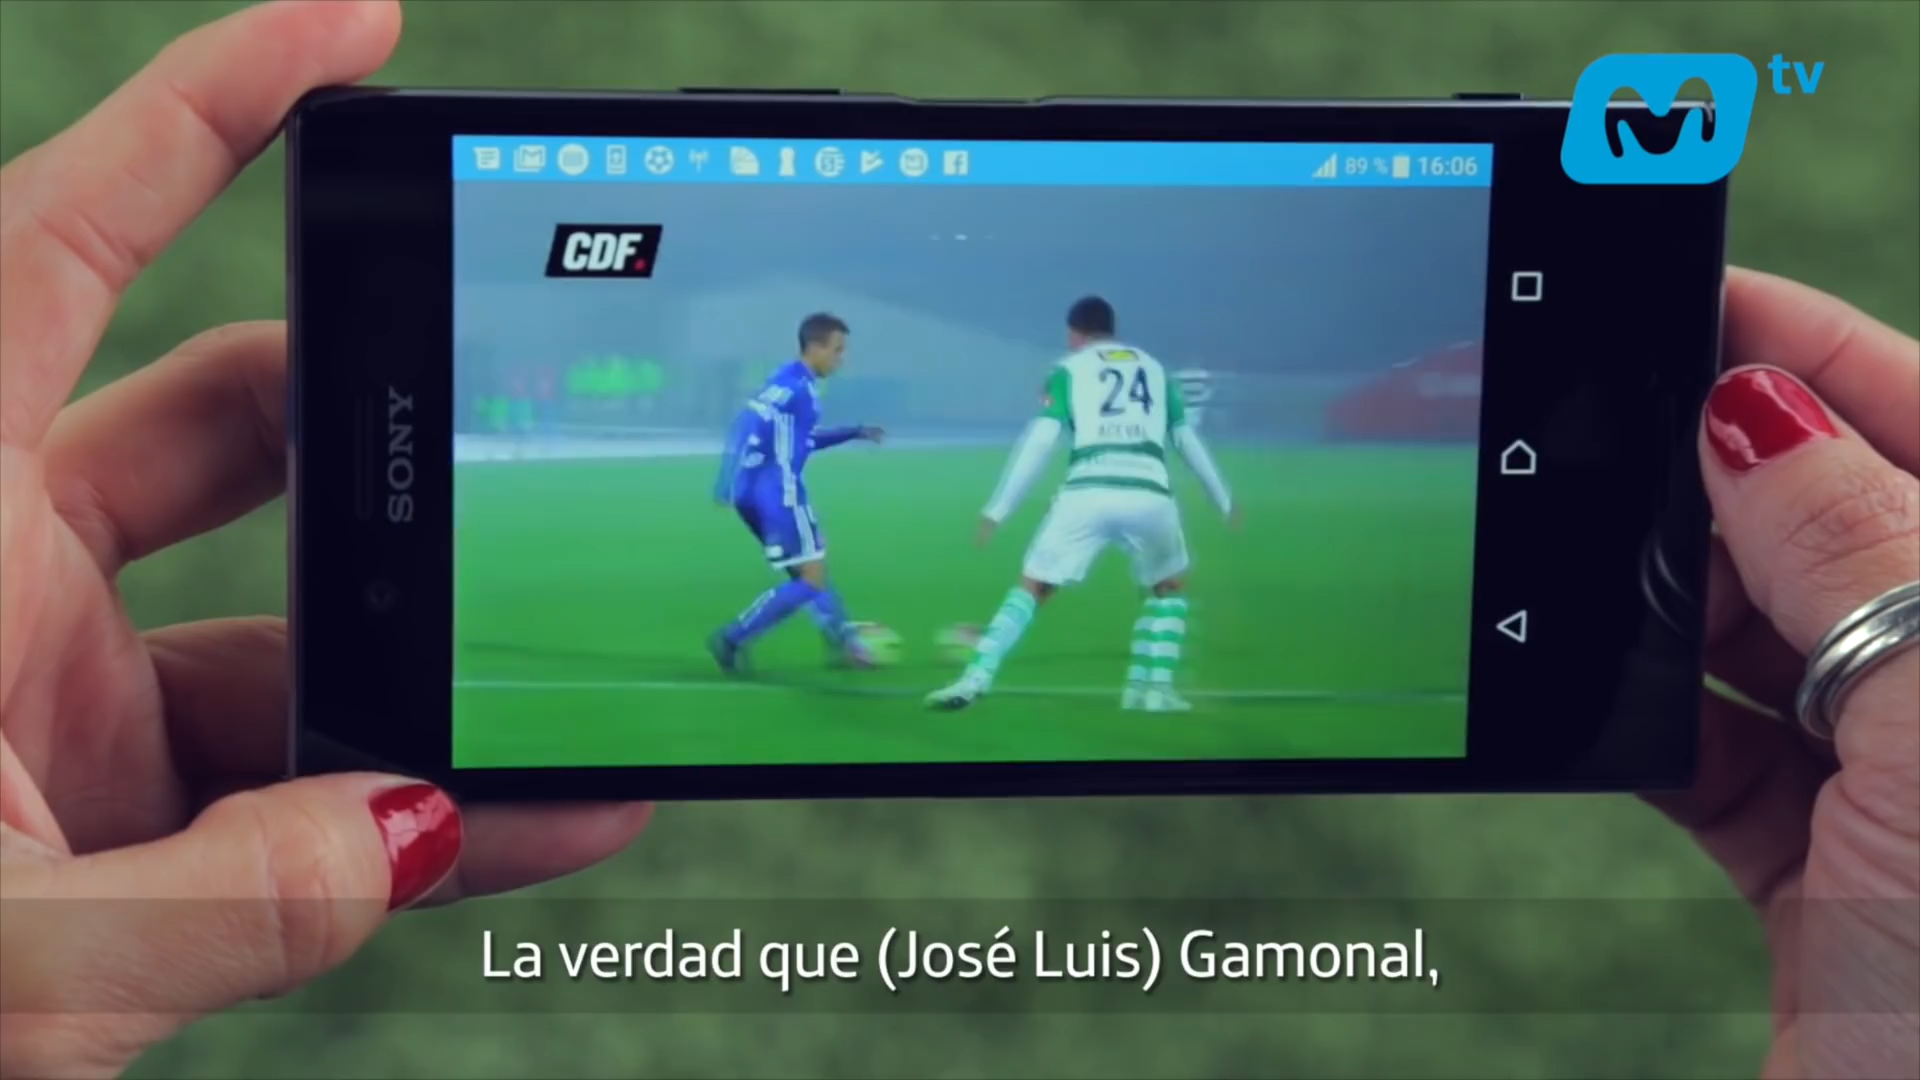 tv
89 % 16:06
CDF.
24
SONY
La verdad que (José Luis) Gamonal,